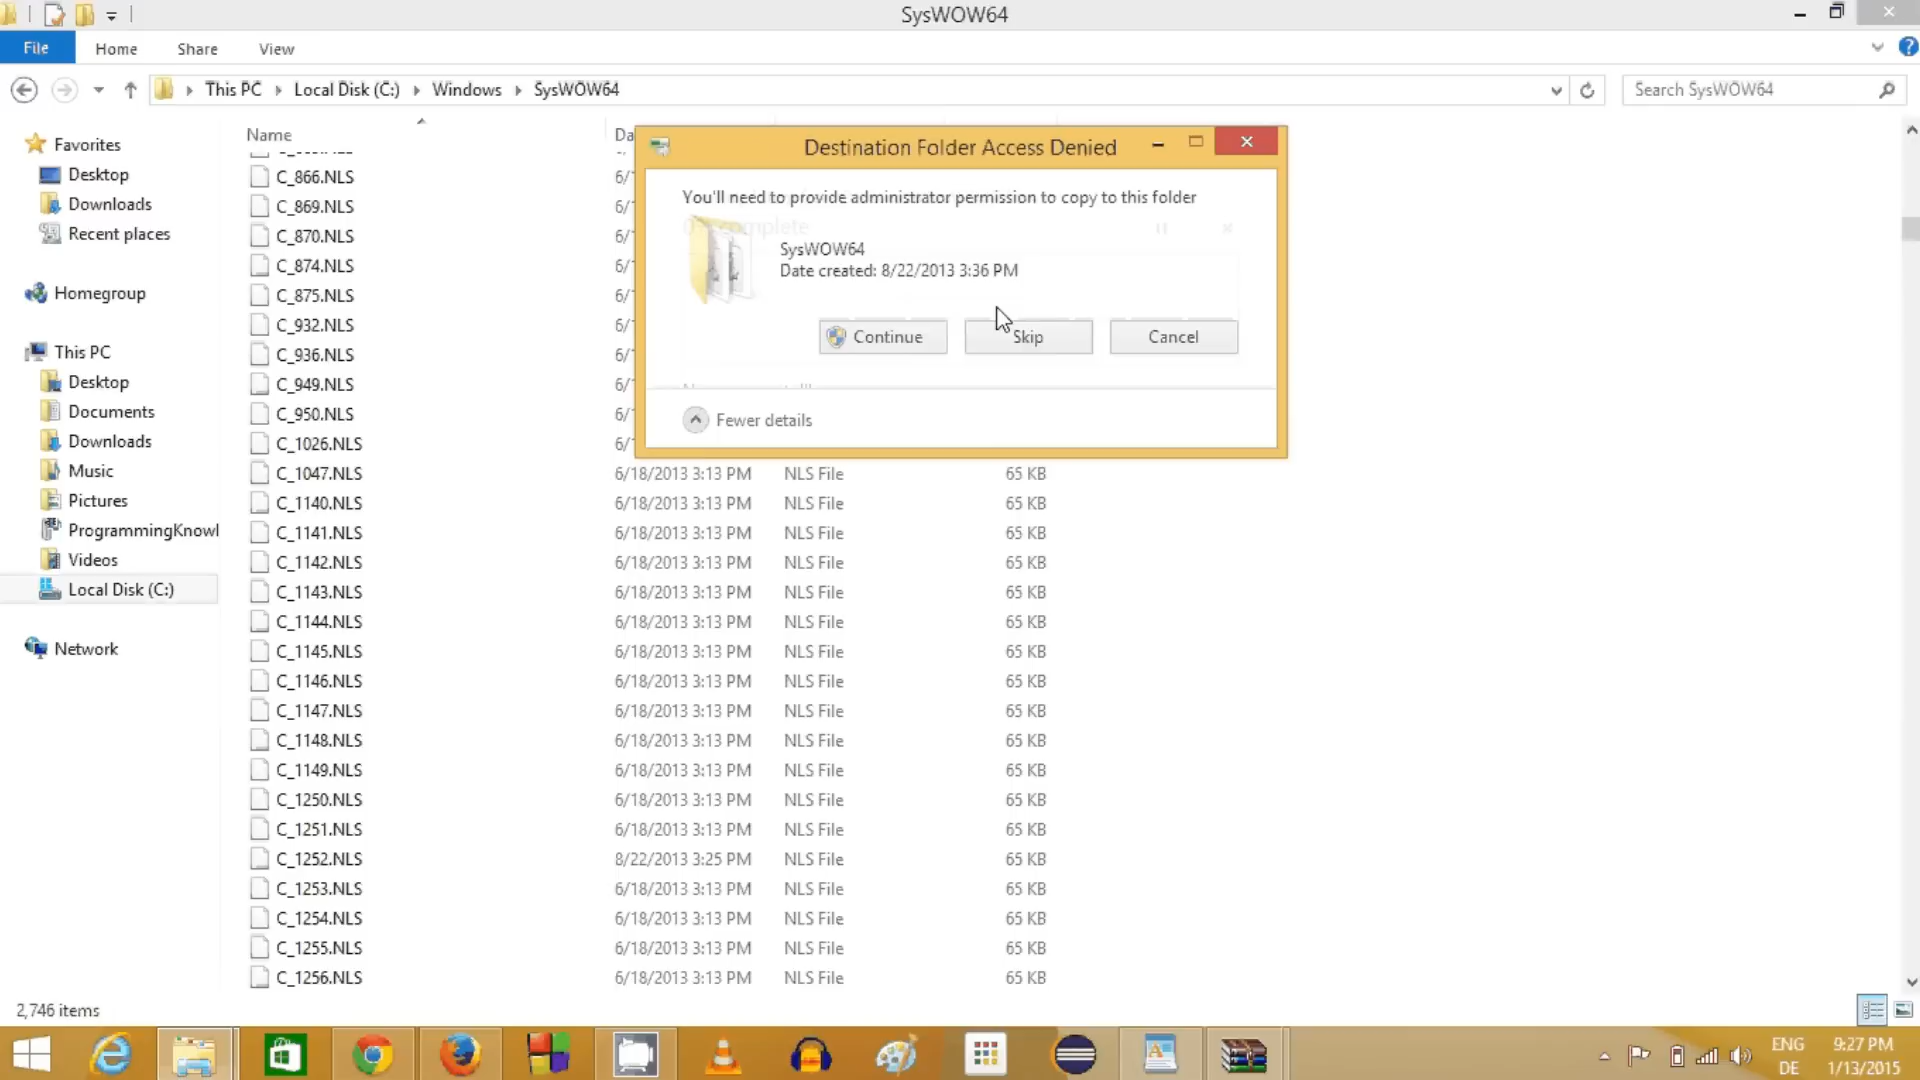 SysWOW64
File Home Share View
This PC Local Disk (C:) Windows SysWOW64
Search SysWOW64
Favorites
Desktop
Downloads
Recent places
Homegroup
This PC
Desktop
Documents
Downloads
Music
Pictures
ProgrammingKnowl
Videos
Local Disk (C:)
Network
Name Da
C_866.NLS 6/
C_869.NLS 6/
C_870.NLS 6/
C_874.NLS 6/
C_875.NLS 6/
C_932.NLS 6/
C_936.NLS 6/
C_949.NLS 6/
C_950.NLS 6/
C_1026.NLS 6/
C_1047.NLS 6/18/2013 3:13 PM NLS File 65 KB
C_1140.NLS 6/18/2013 3:13 PM NLS File 65 KB
C_1141.NLS 6/18/2013 3:13 PM NLS File 65 KB
C_1142.NLS 6/18/2013 3:13 PM NLS File 65 KB
C_1143.NLS 6/18/2013 3:13 PM NLS File 65 KB
C_1144.NLS 6/18/2013 3:13 PM NLS File 65 KB
C_1145.NLS 6/18/2013 3:13 PM NLS File 65 KB
C_1146.NLS 6/18/2013 3:13 PM NLS File 65 KB
C_1147.NLS 6/18/2013 3:13 PM NLS File 65 KB
C_1148.NLS 6/18/2013 3:13 PM NLS File 65 KB
C_1149.NLS 6/18/2013 3:13 PM NLS File 65 KB
C_1250.NLS 6/18/2013 3:13 PM NLS File 65 KB
C_1251.NLS 6/18/2013 3:13 PM NLS File 65 KB
C_1252.NLS 8/22/2013 3:25 PM NLS File 65 KB
C_1253.NLS 6/18/2013 3:13 PM NLS File 65 KB
C_1254.NLS 6/18/2013 3:13 PM NLS File 65 KB
C_1255.NLS 6/18/2013 3:13 PM NLS File 65 KB
C_1256.NLS 6/18/2013 3:13 PM NLS File 65 KB
Destination Folder Access Denied
You'll need to provide administrator permission to copy to this folder
SysWOW64
Date created: 8/22/2013 3:36 PM
Continue Skip Cancel
Fewer details
2,746 items
ENG 9:27 PM
DE 1/13/2015